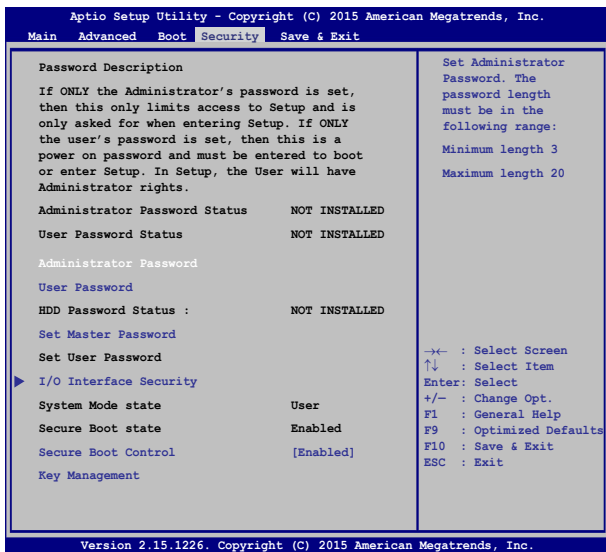 Aptio Setup Utility - Copyright (C) 2015 American Megatrends, Inc.
Main Advanced Boot Security Save & Exit
Password Description
If ONLY the Administrator's password is set,
then this only limits access to Setup and is
only asked for when entering Setup. If ONLY
the user's password is set, then this is a
power on password and must be entered to boot
or enter Setup. In Setup, the User will have
Administrator rights.
Administrator Password Status NOT INSTALLED
User Password Status NOT INSTALLED
Administrator Password
User Password
HDD Password Status : NOT INSTALLED
Set Master Password
Set User Password
I/O Interface Security
System Mode state User
Secure Boot state Enabled
Secure Boot Control [Enabled]
Key Management
Set Administrator
Password. The
password length
must be in the
following range:
Minimum length 3
Maximum length 20
→← : Select Screen
↑↓ : Select Item
Enter: Select
+/— : Change Opt.
F1 : General Help
F9 : Optimized Defaults
F10 : Save & Exit
ESC : Exit
Version 2.15.1226. Copyright (C) 2015 American Megatrends, Inc.